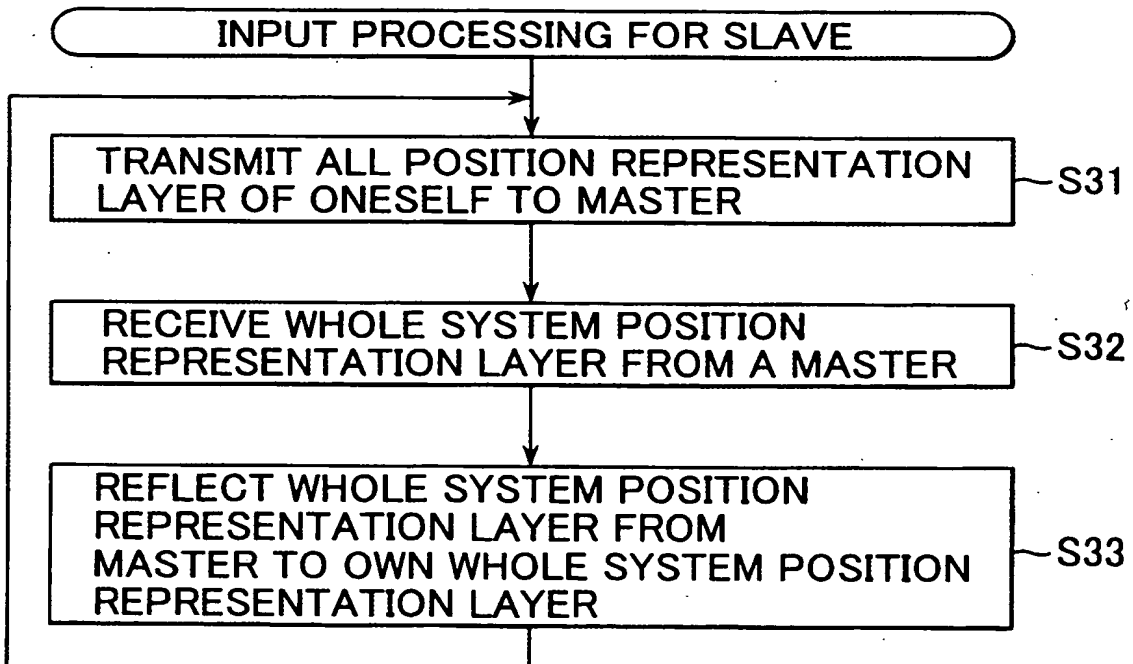 INPUT PROCESSING FOR SLAVE
TRANSMIT ALL POSITION REPRESENTATION
LAYER OF ONESELF TO MASTER
S31
RECEIVE WHOLE SYSTEM POSITION
REPRESENTATION LAYER FROM A MASTER
S32
REFLECT WHOLE SYSTEM POSITION
REPRESENTATION LAYER FROM
MASTER TO OWN WHOLE SYSTEM POSITION
REPRESENTATION LAYER
S33